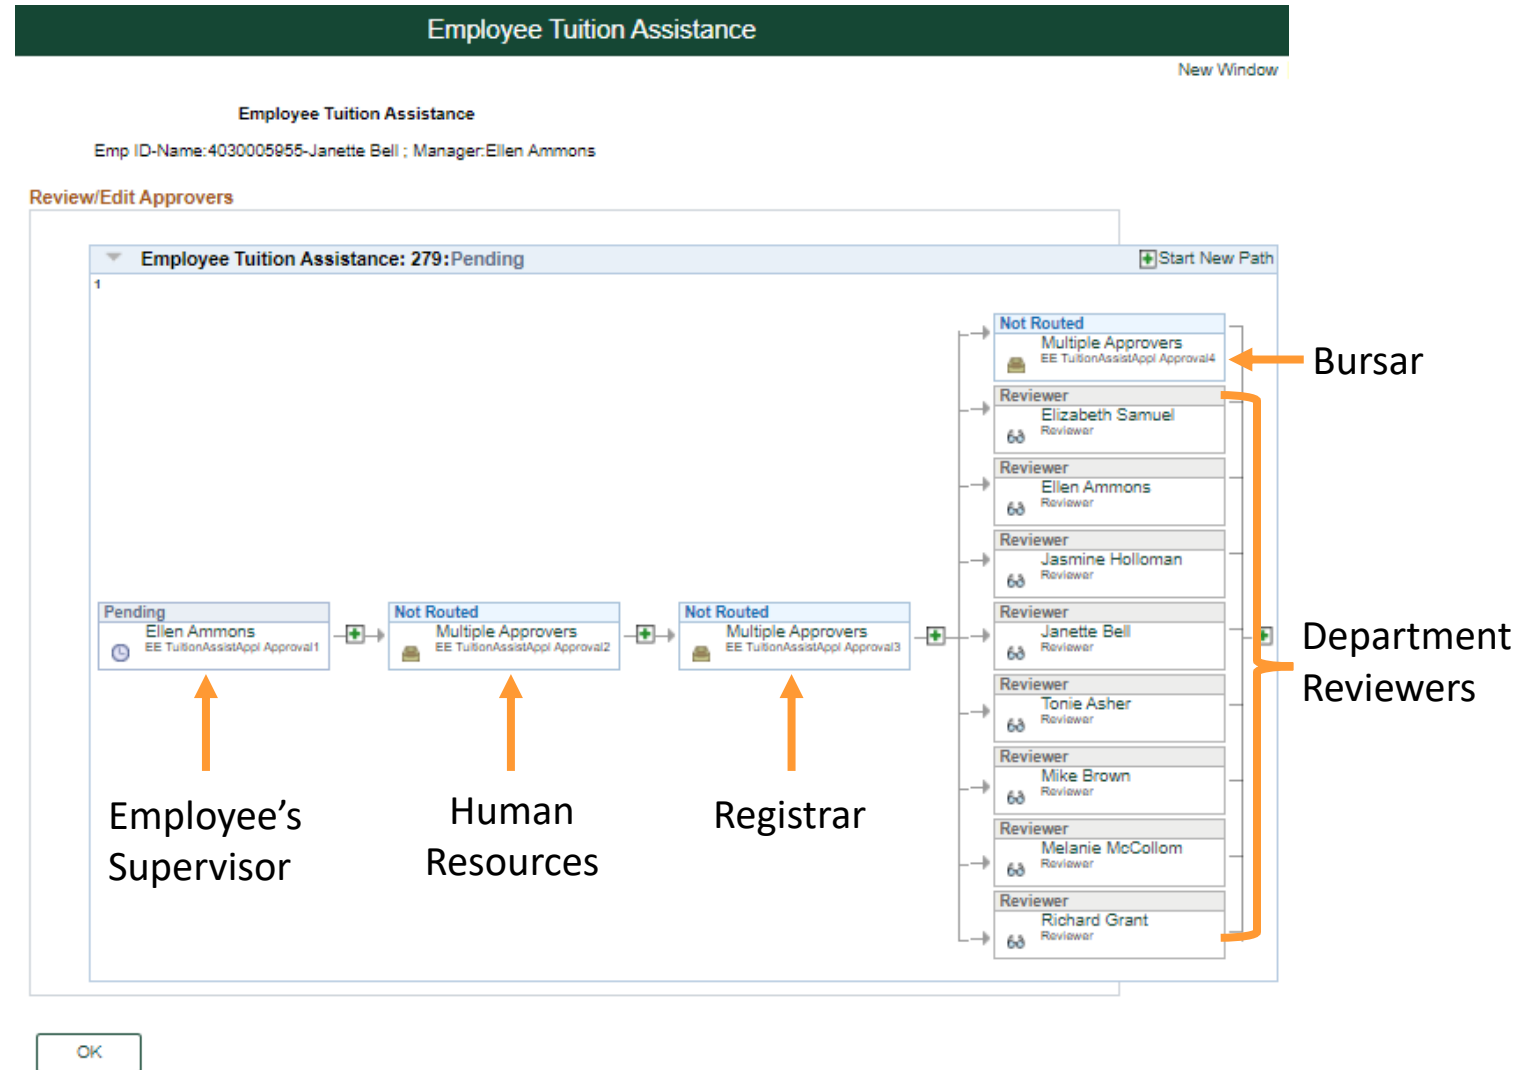 Employee Tuition Assistance
New Window
Employee Tuition Assistance
Emp ID-Name:4030005955-Janette Bell ; Manager:Ellen Ammons
Review/Edit Approvers
Employee Tuition Assistance: 279:Pending
Start New Path
1
Not Routed
Multiple Approvers
EE TuitionAssistAppl Approval4
Bursar
Reviewer
Elizabeth Samuel
Reviewer
Reviewer
Ellen Ammons
Reviewer
Reviewer
Jasmine Holloman
Reviewer
Pending
Ellen Ammons
EE TuitionAssistAppl Approval1
Not Routed
Multiple Approvers
EE TuitionAssistAppl Approval2
Not Routed
Multiple Approvers
EE TuitionAssistAppl Approval3
Reviewer
Janette Bell
Reviewer
Department
Reviewers
Reviewer
Tonie Asher
Reviewer
Reviewer
Mike Brown
Reviewer
Reviewer
Melanie McCollom
Reviewer
Reviewer
Richard Grant
Reviewer
Employee's
Supervisor
Human
Resources
Registrar
OK